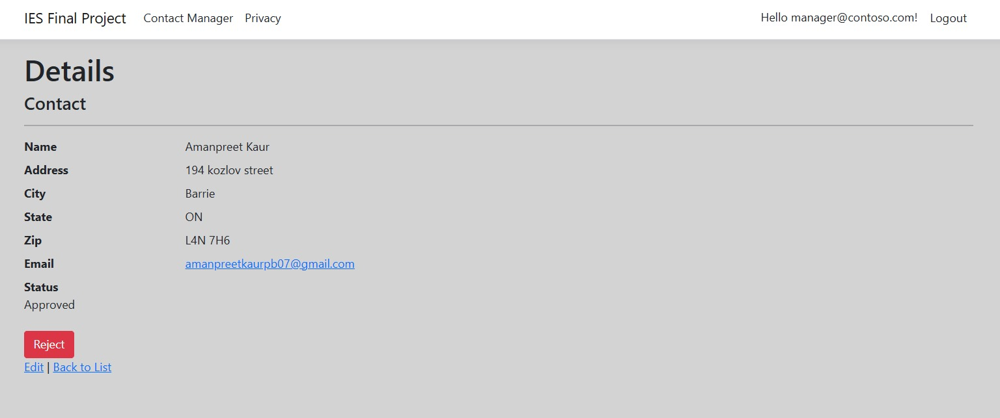 IES Final Project Contact Manager Privacy Hello manager@contoso.com! Logout
Details
Contact
Name Amanpreet Kaur
Address 194 kozlov street
City Barrie
State ON
Zip L4N 7H6
Email amanpreetkaurpb07@gmail.com
Status
Approved
Reject
Edit | Back to List